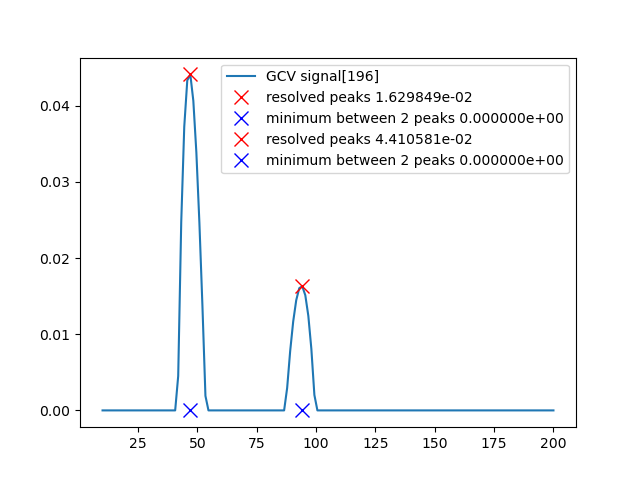 GCV signal[196]
resolved peaks 1.629849e-02
minimum between 2 peaks 0.000000e+00
resolved peaks 4.410581e-02
minimum between 2 peaks 0.000000e+00
0.04
0.03
0.02
0.01
0.00
25 50 75 100 125 150 175 200